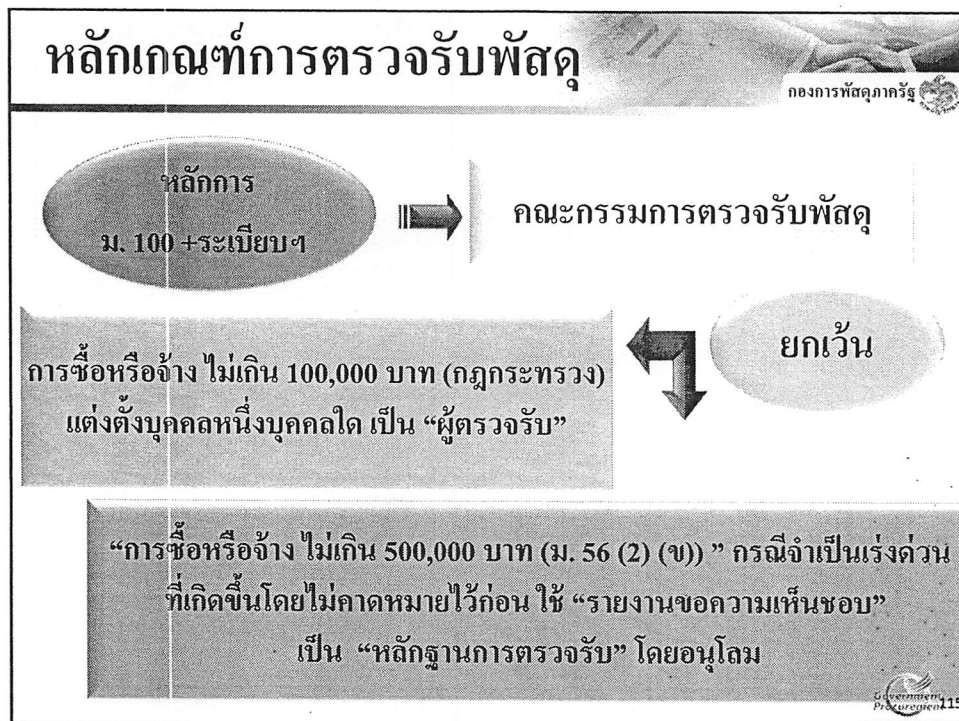 หลักเกณฑ์การตรวจรับพัสดุ
กองการพัสดุภาครัฐ
หลักการ
ม. 100 +ระเบียบฯ
คณะกรรมการตรวจรับพัสดุ
ยกเว้น
การซื้อหรือจ้าง ไม่เกิน 100,000 บาท (กฎกระทรวง)
แต่งตั้งบุคคลหนึ่งบุคคลใด เป็น “ผู้ตรวจรับ”
“การซื้อหรือจ้าง ไม่เกิน 500,000 บาท (ม. 56 (2) (ข)) ” กรณีจำเป็นเร่งด่วน
ที่เกิดขึ้นโดยไม่คาดหมายไว้ก่อน ใช้ “รายงานขอความเห็นชอบ”
เป็น “หลักฐานการตรวจรับ” โดยอนุโลม
Government
Procurement
115